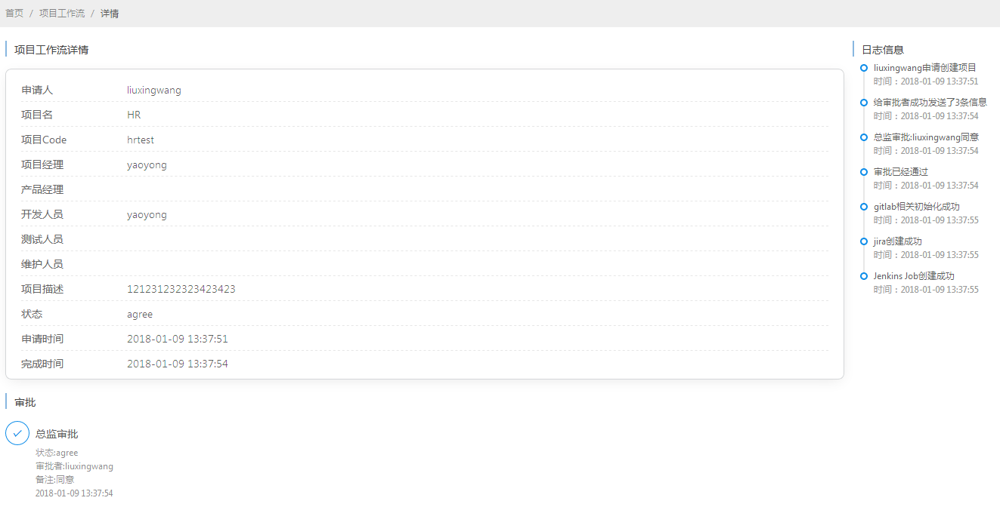 首页 / 项目工作流 / 详情
项目工作流详情
申请人 liuxingwang
项目名 HR
项目Code hrtest
项目经理 yaoyong
产品经理
开发人员 yaoyong
测试人员
维护人员
项目描述 121231232323423423
状态 agree
申请时间 2018-01-09 13:37:51
完成时间 2018-01-09 13:37:54
审批
总监审批
状态:agree
审批者:liuxingwang
备注:同意
2018-01-09 13:37:54
日志信息
liuxingwang申请创建项目
时间：2018-01-09 13:37:51
给审批者成功发送了3条信息
时间：2018-01-09 13:37:54
总监审批:liuxingwang同意
时间：2018-01-09 13:37:54
审批已经通过
时间：2018-01-09 13:37:54
gitlab相关初始化成功
时间：2018-01-09 13:37:55
jira创建成功
时间：2018-01-09 13:37:55
Jenkins Job创建成功
时间：2018-01-09 13:37:55